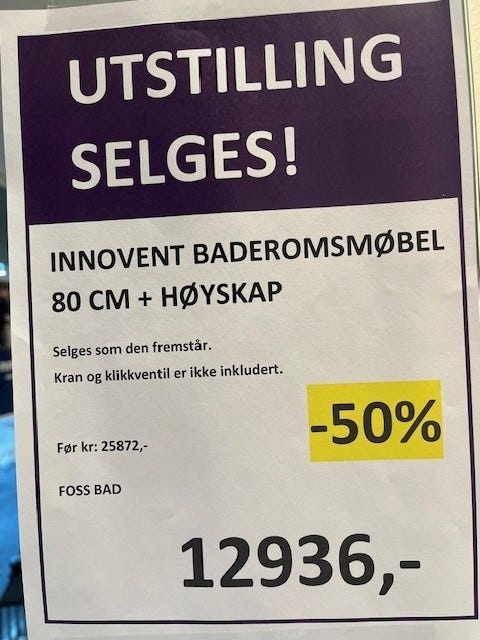 UTSTILLING
SELGES!
INNOVENT BADEROMSMØBEL
80 CM + HØYSKAP
Selges som den fremstår.
Kran og klikkventil er ikke inkludert.
-50%
Før kr: 25872,-
FOSS BAD
12936,-